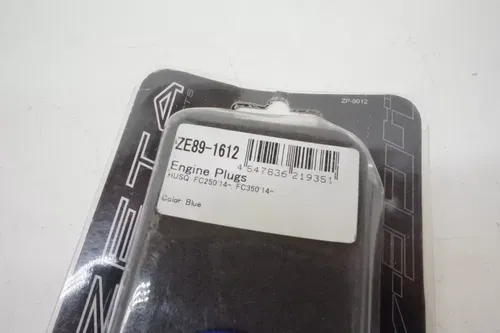 ZP-9012
ZETA
ZE89-1612
4 547836 219351
Engine Plugs
HUSQ. FC250'14-, FC350'14-
Color: Blue